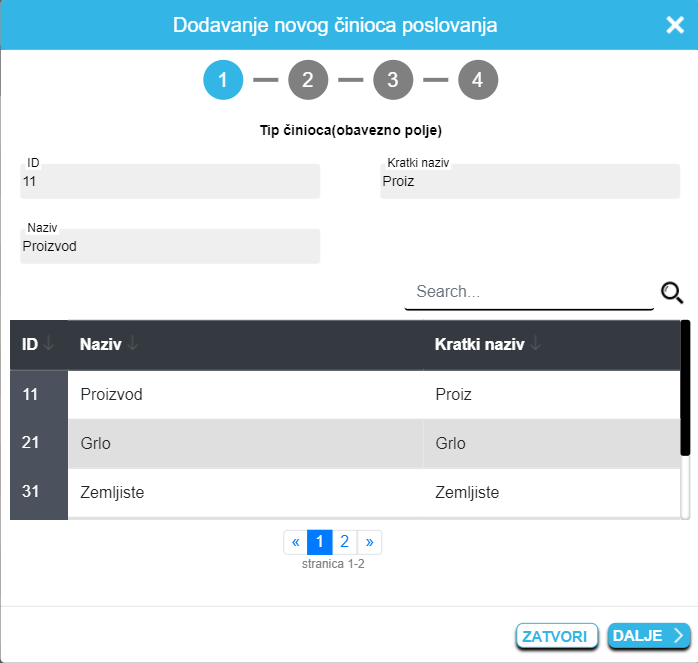 Dodavanje novog činioca poslovanja
1 2 3 4
Tip činioca(obavezno polje)
ID Kratki naziv
11 Proiz
Naziv
Proizvod
Search...
ID Naziv Kratki naziv
11 Proizvod Proiz
21 Grlo Grlo
31 Zemljiste Zemljiste
« 1 2 »
stranica 1-2
ZATVORI DALJE